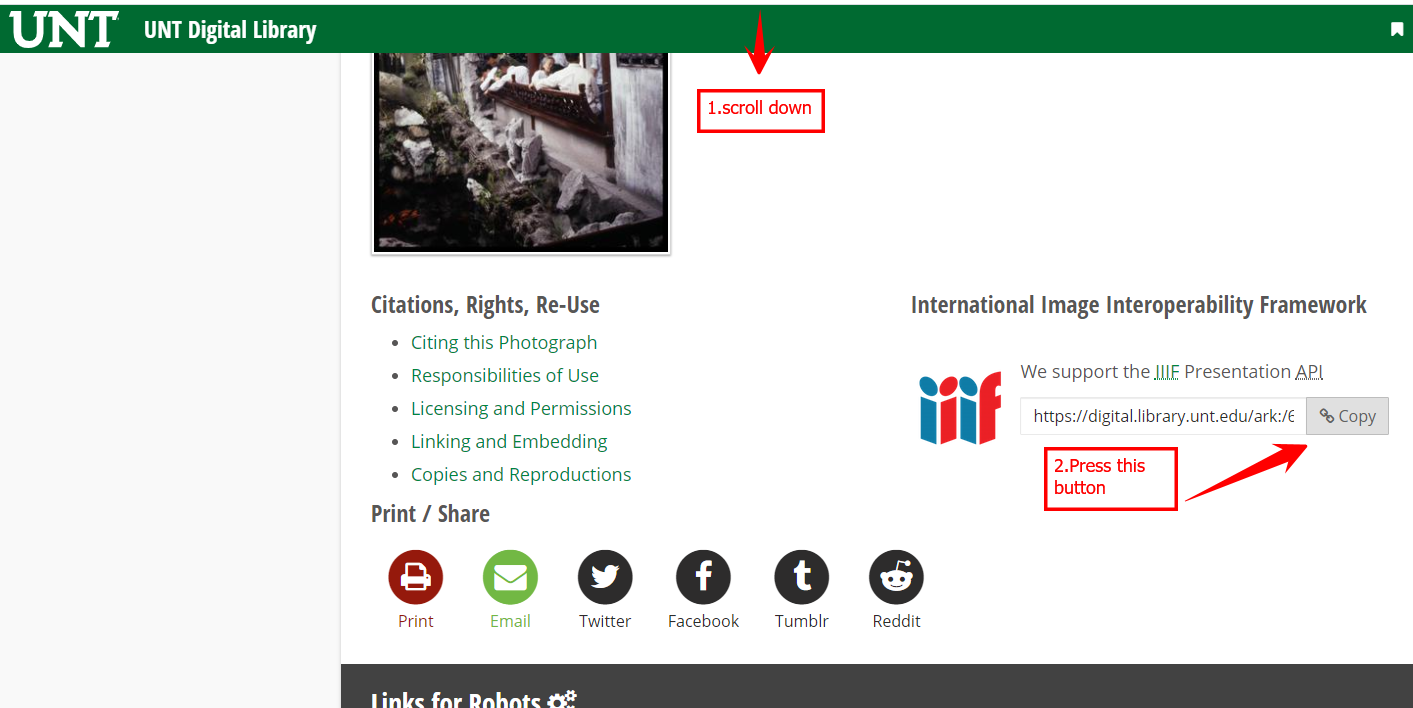 UNT UNT Digital Library
1.scroll down
Citations, Rights, Re-Use
Citing this Photograph
Responsibilities of Use
Licensing and Permissions
Linking and Embedding
Copies and Reproductions
International Image Interoperability Framework
iiif
We support the IIIF Presentation API
https://digital.library.unt.edu/ark:/6 Copy
2.Press this
button
Print / Share
Print Email Twitter Facebook Tumblr Reddit
Links for Robots